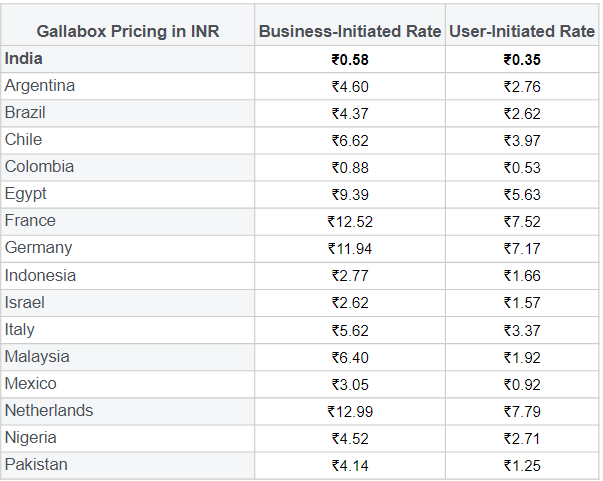 Gallabox Pricing in INR Business-Initiated Rate User-Initiated Rate
India ₹0.58 ₹0.35
Argentina ₹4.60 ₹2.76
Brazil ₹4.37 ₹2.62
Chile ₹6.62 ₹3.97
Colombia ₹0.88 ₹0.53
Egypt ₹9.39 ₹5.63
France ₹12.52 ₹7.52
Germany ₹11.94 ₹7.17
Indonesia ₹2.77 ₹1.66
Israel ₹2.62 ₹1.57
Italy ₹5.62 ₹3.37
Malaysia ₹6.40 ₹1.92
Mexico ₹3.05 ₹0.92
Netherlands ₹12.99 ₹7.79
Nigeria ₹4.52 ₹2.71
Pakistan ₹4.14 ₹1.25